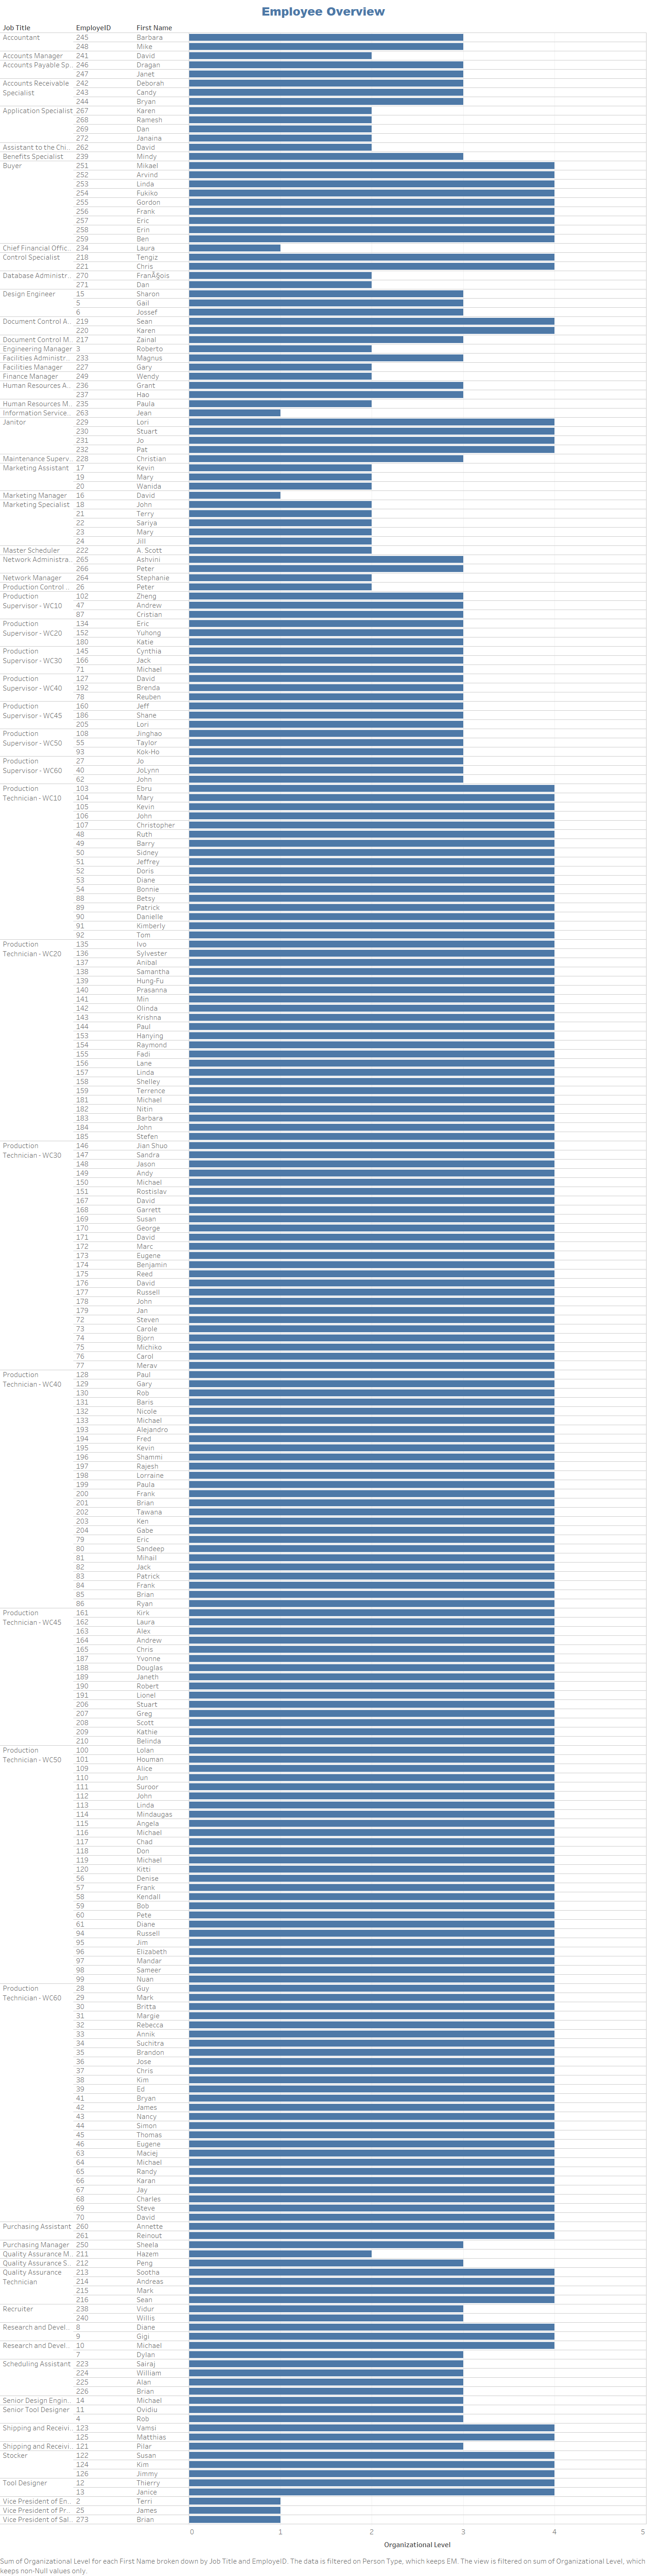 Employee Overview
Job Title EmployeID First Name
Accountant 245 Barbara
248 Mike
Accounts Manager 241 David
Accounts Payable Sp.. 246 Dragan
247 Janet
Accounts Receivable 242 Deborah
Specialist 243 Candy
244 Bryan
Application Specialist 267 Karen
268 Ramesh
269 Dan
272 Janaina
Assistant to the Chi.. 262 David
Benefits Specialist 239 Mindy
Buyer 251 Mikael
252 Arvind
253 Linda
254 Fukiko
255 Gordon
256 Frank
257 Eric
258 Erin
259 Ben
Chief Financial Offic.. 234 Laura
Control Specialist 218 Tengiz
221 Chris
Database Administr.. 270 FranÃ§ois
271 Dan
Design Engineer 15 Sharon
5 Gail
6 Jossef
Document Control A.. 219 Sean
220 Karen
Document Control M.. 217 Zainal
Engineering Manager 3 Roberto
Facilities Administr.. 233 Magnus
Facilities Manager 227 Gary
Finance Manager 249 Wendy
Human Resources A.. 236 Grant
237 Hao
Human Resources M.. 235 Paula
Information Service.. 263 Jean
Janitor 229 Lori
230 Stuart
231 Jo
232 Pat
Maintenance Superv.. 228 Christian
Marketing Assistant 17 Kevin
19 Mary
20 Wanida
Marketing Manager 16 David
Marketing Specialist 18 John
21 Terry
22 Sariya
23 Mary
24 Jill
Master Scheduler 222 A. Scott
Network Administra.. 265 Ashvini
266 Peter
Network Manager 264 Stephanie
Production Control .. 26 Peter
Production 102 Zheng
Supervisor - WC10 47 Andrew
87 Cristian
Production 134 Eric
Supervisor - WC20 152 Yuhong
180 Katie
Production 145 Cynthia
Supervisor - WC30 166 Jack
71 Michael
Production 127 David
Supervisor - WC40 192 Brenda
78 Reuben
Production 160 Jeff
Supervisor - WC45 186 Shane
205 Lori
Production 108 Jinghao
Supervisor - WC50 55 Taylor
93 Kok-Ho
Production 27 Jo
Supervisor - WC60 40 JoLynn
62 John
Production 103 Ebru
Technician - WC10 104 Mary
105 Kevin
106 John
107 Christopher
48 Ruth
49 Barry
50 Sidney
51 Jeffrey
52 Doris
53 Diane
54 Bonnie
88 Betsy
89 Patrick
90 Danielle
91 Kimberly
92 Tom
Production 135 Ivo
Technician - WC20 136 Sylvester
137 Anibal
138 Samantha
139 Hung-Fu
140 Prasanna
141 Min
142 Olinda
143 Krishna
144 Paul
153 Hanying
154 Raymond
155 Fadi
156 Lane
157 Linda
158 Shelley
159 Terrence
181 Michael
182 Nitin
183 Barbara
184 John
185 Stefen
Production 146 Jian Shuo
Technician - WC30 147 Sandra
148 Jason
149 Andy
150 Michael
151 Rostislav
167 David
168 Garrett
169 Susan
170 George
171 David
172 Marc
173 Eugene
174 Benjamin
175 Reed
176 David
177 Russell
178 John
179 Jan
72 Steven
73 Carole
74 Bjorn
75 Michiko
76 Carol
77 Merav
Production 128 Paul
Technician - WC40 129 Gary
130 Rob
131 Baris
132 Nicole
133 Michael
193 Alejandro
194 Fred
195 Kevin
196 Shammi
197 Rajesh
198 Lorraine
199 Paula
200 Frank
201 Brian
202 Tawana
203 Ken
204 Gabe
79 Eric
80 Sandeep
81 Mihail
82 Jack
83 Patrick
84 Frank
85 Brian
86 Ryan
Production 161 Kirk
Technician - WC45 162 Laura
163 Alex
164 Andrew
165 Chris
187 Yvonne
188 Douglas
189 Janeth
190 Robert
191 Lionel
206 Stuart
207 Greg
208 Scott
209 Kathie
210 Belinda
Production 100 Lolan
Technician - WC50 101 Houman
109 Alice
110 Jun
111 Suroor
112 John
113 Linda
114 Mindaugas
115 Angela
116 Michael
117 Chad
118 Don
119 Michael
120 Kitti
56 Denise
57 Frank
58 Kendall
59 Bob
60 Pete
61 Diane
94 Russell
95 Jim
96 Elizabeth
97 Mandar
98 Sameer
99 Nuan
Production 28 Guy
Technician - WC60 29 Mark
30 Britta
31 Margie
32 Rebecca
33 Annik
34 Suchitra
35 Brandon
36 Jose
37 Chris
38 Kim
39 Ed
41 Bryan
42 James
43 Nancy
44 Simon
45 Thomas
46 Eugene
63 Maciej
64 Michael
65 Randy
66 Karan
67 Jay
68 Charles
69 Steve
70 David
Purchasing Assistant 260 Annette
261 Reinout
Purchasing Manager 250 Sheela
Quality Assurance M.. 211 Hazem
Quality Assurance S.. 212 Peng
Quality Assurance 213 Sootha
Technician 214 Andreas
215 Mark
216 Sean
Recruiter 238 Vidur
240 Willis
Research and Devel.. 8 Diane
9 Gigi
Research and Devel.. 10 Michael
7 Dylan
Scheduling Assistant 223 Sairaj
224 William
225 Alan
226 Brian
Senior Design Engin.. 14 Michael
Senior Tool Designer 11 Ovidiu
4 Rob
Shipping and Receivi.. 123 Vamsi
125 Matthias
Shipping and Receivi.. 121 Pilar
Stocker 122 Susan
124 Kim
126 Jimmy
Tool Designer 12 Thierry
13 Janice
Vice President of En.. 2 Terri
Vice President of Pr.. 25 James
Vice President of Sal.. 273 Brian
0 1 2 3 4 5
Organizational Level
Sum of Organizational Level for each First Name broken down by Job Title and EmployeID. The data is filtered on Person Type, which keeps EM. The view is filtered on sum of Organizational Level, which
keeps non-Null values only.